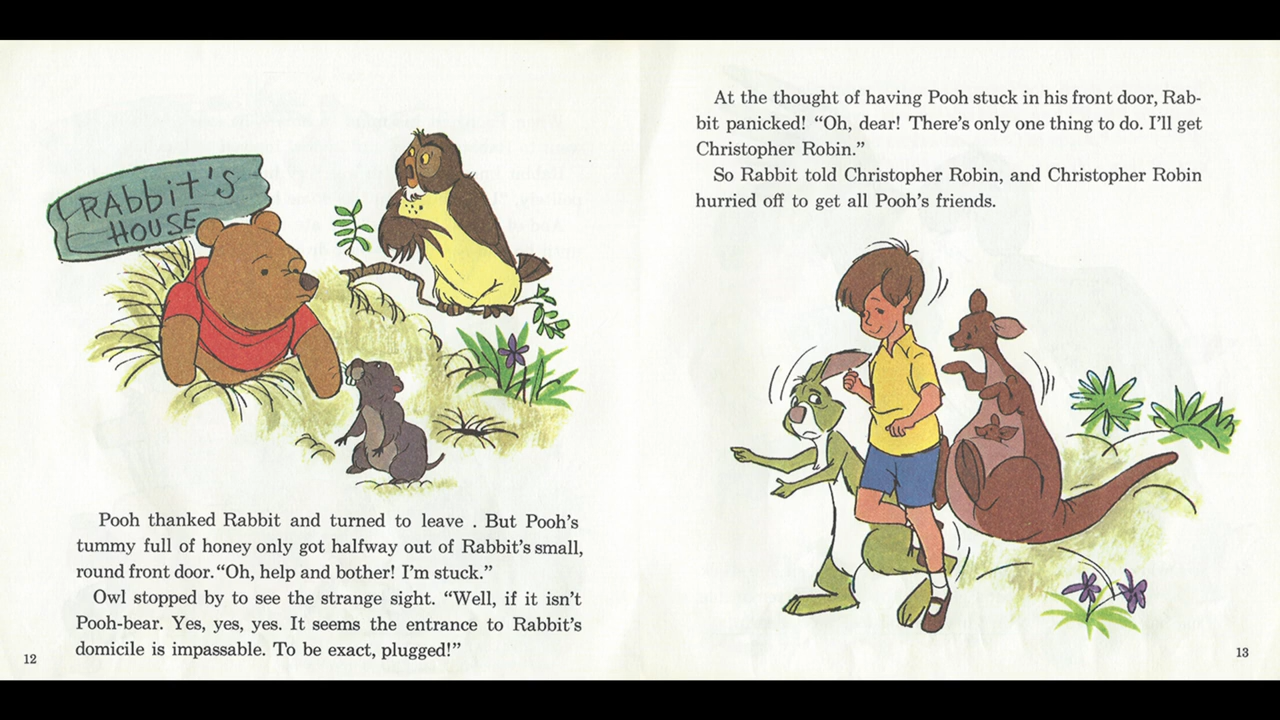 RAbbit's
HOUSE
Pooh thanked Rabbit and turned to leave . But Pooh's
tummy full of honey only got halfway out of Rabbit's small,
round front door. “Oh, help and bother! I'm stuck.”
Owl stopped by to see the strange sight. “Well, if it isn't
Pooh-bear. Yes, yes, yes. It seems the entrance to Rabbit's
domicile is impassable. To be exact, plugged!”
12
At the thought of having Pooh stuck in his front door, Rab-
bit panicked! “Oh, dear! There's only one thing to do. I'll get
Christopher Robin.”
So Rabbit told Christopher Robin, and Christopher Robin
hurried off to get all Pooh's friends.
13